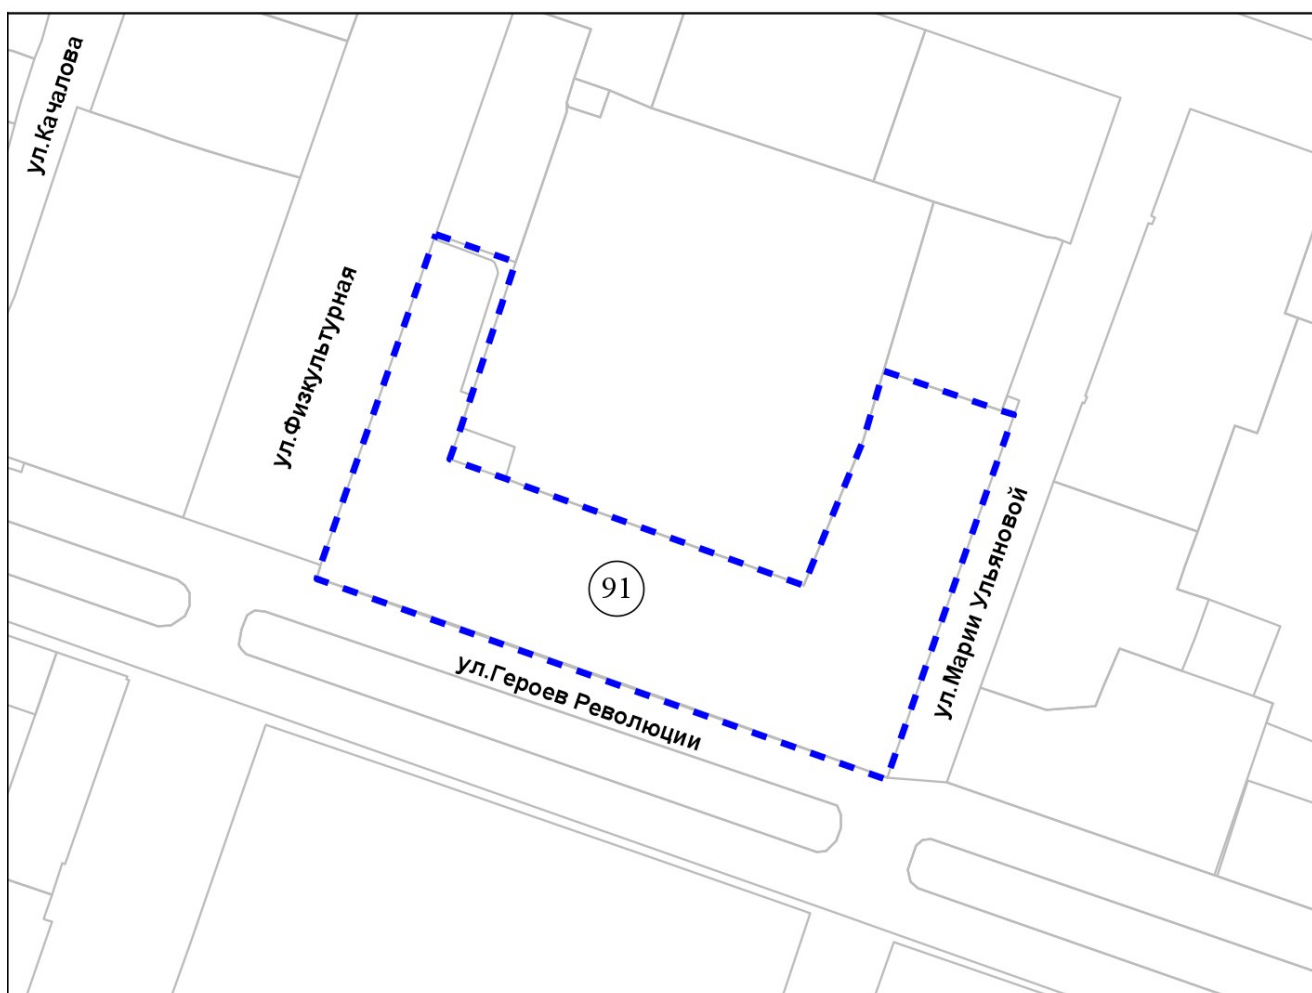 ул.Качалова
ул.Физкультурная
91
ул.Марии Ульяновой
ул.Героев Революции